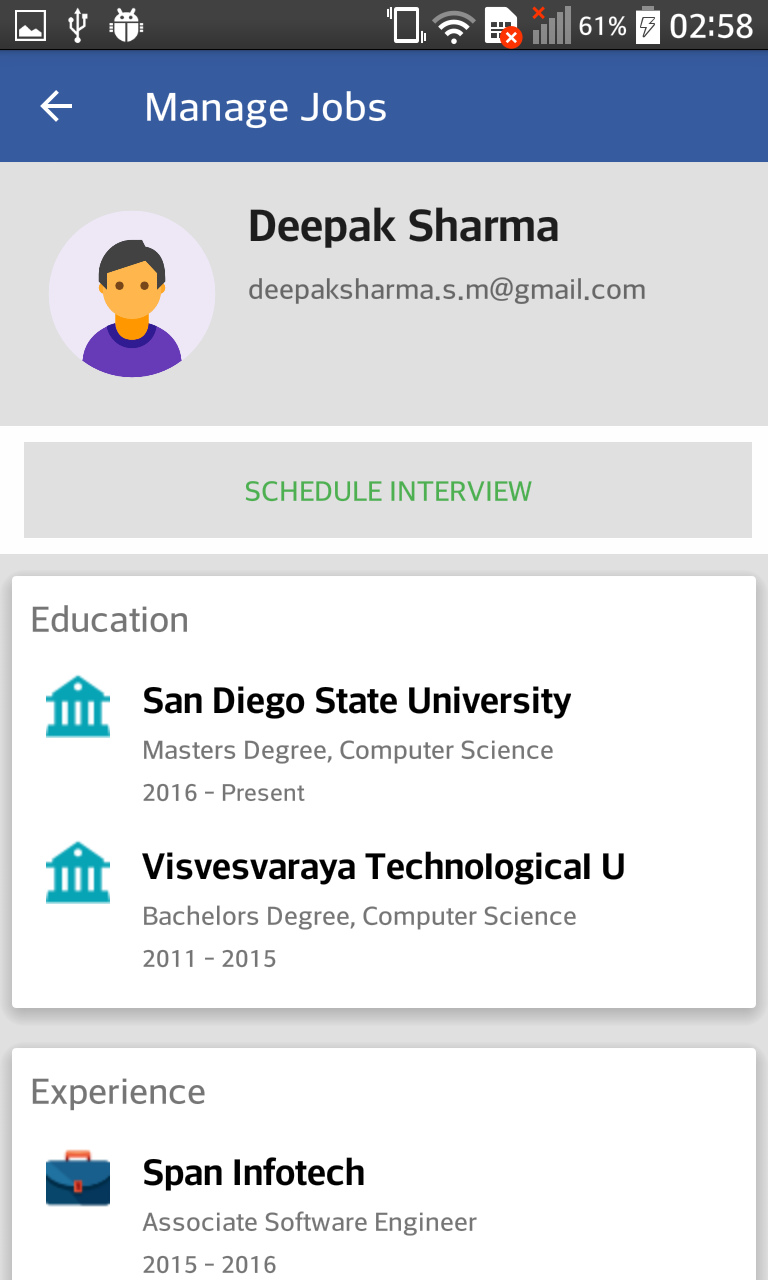 61% 02:58
Manage Jobs
Deepak Sharma
deepaksharma.s.m@gmail.com
SCHEDULE INTERVIEW
Education
San Diego State University
Masters Degree, Computer Science
2016 - Present
Visvesvaraya Technological U
Bachelors Degree, Computer Science
2011 - 2015
Experience
Span Infotech
Associate Software Engineer
2015 - 2016